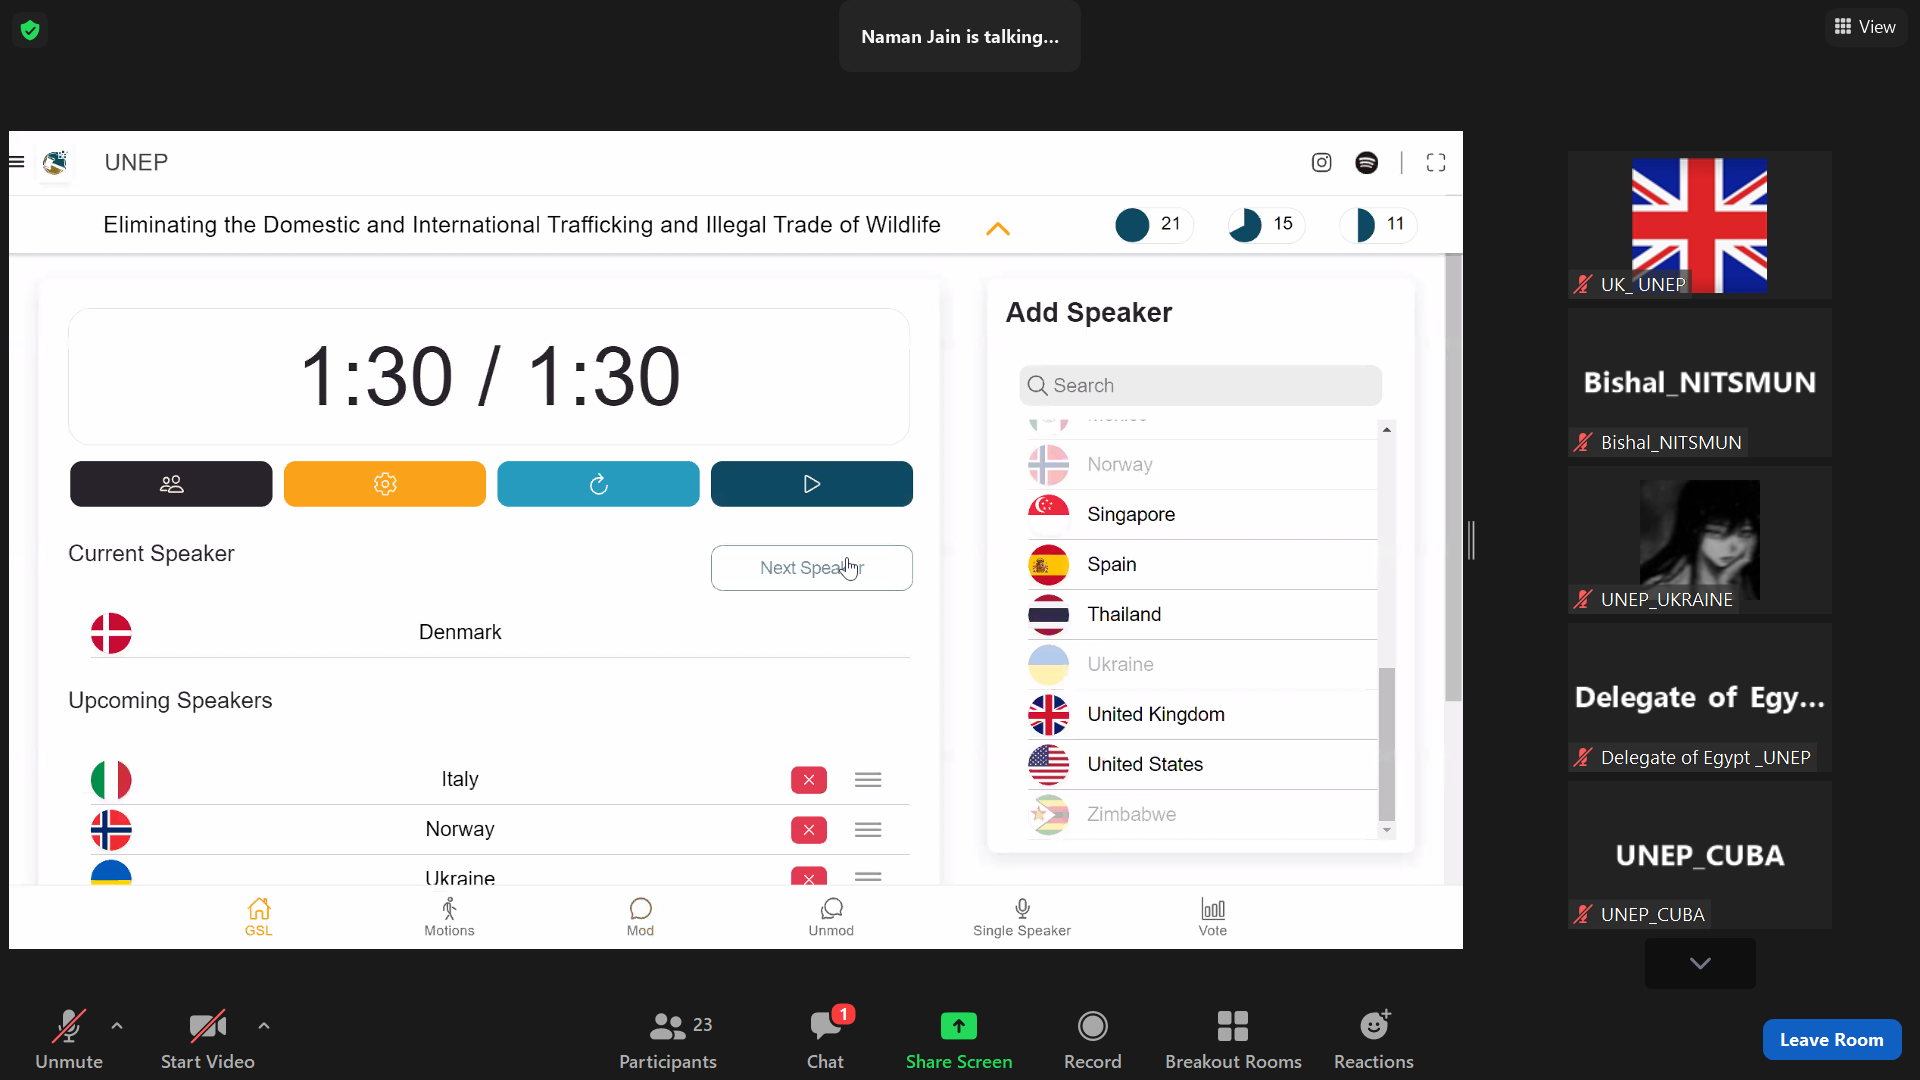 Naman Jain is talking...
View
UNEP
Eliminating the Domestic and International Trafficking and Illegal Trade of Wildlife
21
15
11
1:30 / 1:30
Current Speaker
Next Speaker
Denmark
Upcoming Speakers
Italy
Norway
Ukraine
Add Speaker
Search
Mexico
Norway
Singapore
Spain
Thailand
Ukraine
United Kingdom
United States
Zimbabwe
GSL
Motions
Mod
Unmod
Single Speaker
Vote
UK_ UNEP
Bishal_NITSMUN
Bishal_NITSMUN
UNEP_UKRAINE
Delegate of Egy...
Delegate of Egypt _UNEP
UNEP_CUBA
UNEP_CUBA
Unmute
Start Video
23
Participants
1
Chat
Share Screen
Record
Breakout Rooms
Reactions
Leave Room